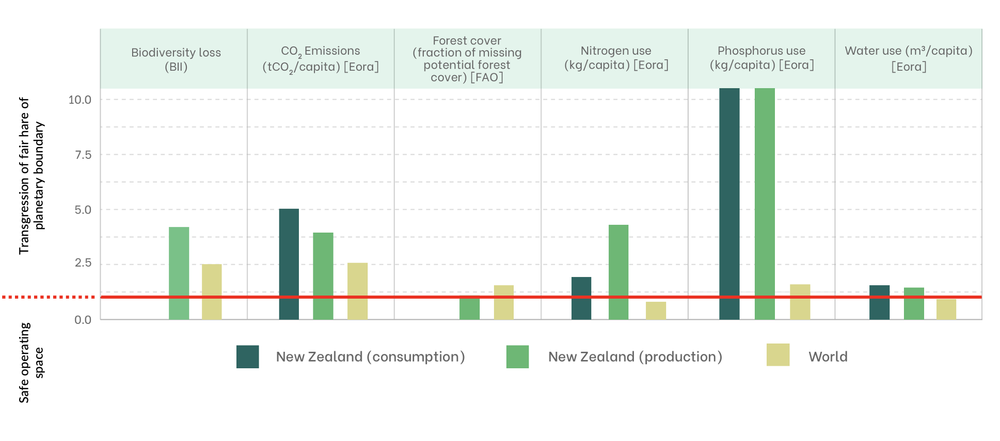 Biodiversity loss
(BII)
CO₂ Emissions
(tCO₂/capita) [Eora]
Forest cover
(fraction of missing
potential forest
cover) [FAO]
Nitrogen use
(kg/capita) [Eora]
Phosphorus use
(kg/capita) [Eora]
Water use (m³/capita)
[Eora]
Transgression of fair hare of
planetary boundary
10.0
7.5
5.0
2.5
0.0
Safe operating
space
New Zealand (consumption)
New Zealand (production)
World